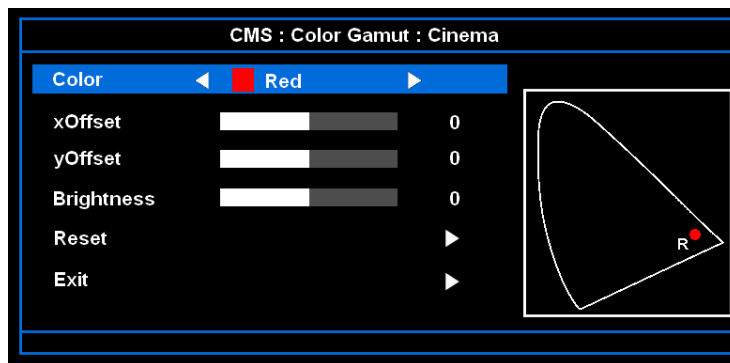 CMS : Color Gamut : Cinema
Color Red
xOffset 0
yOffset 0
Brightness 0
Reset
Exit
R